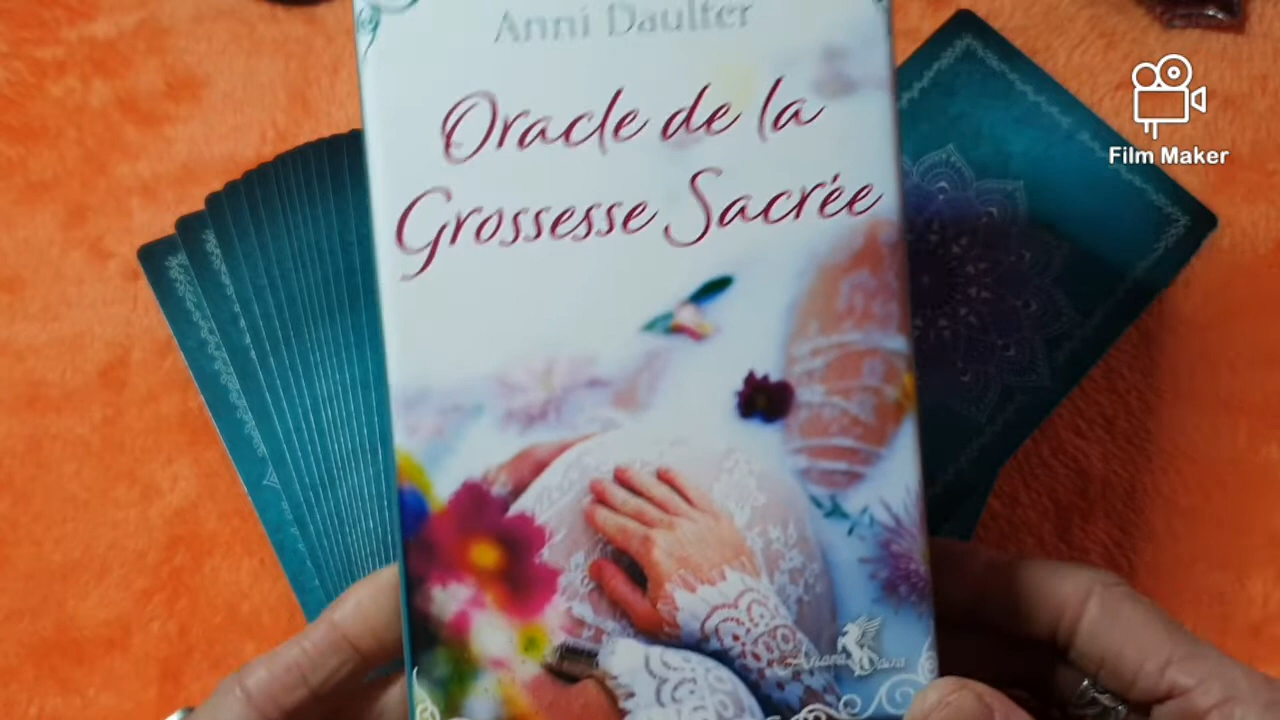 Anni Daulter
Oracle de la
Grossesse Sacrée
Film Maker